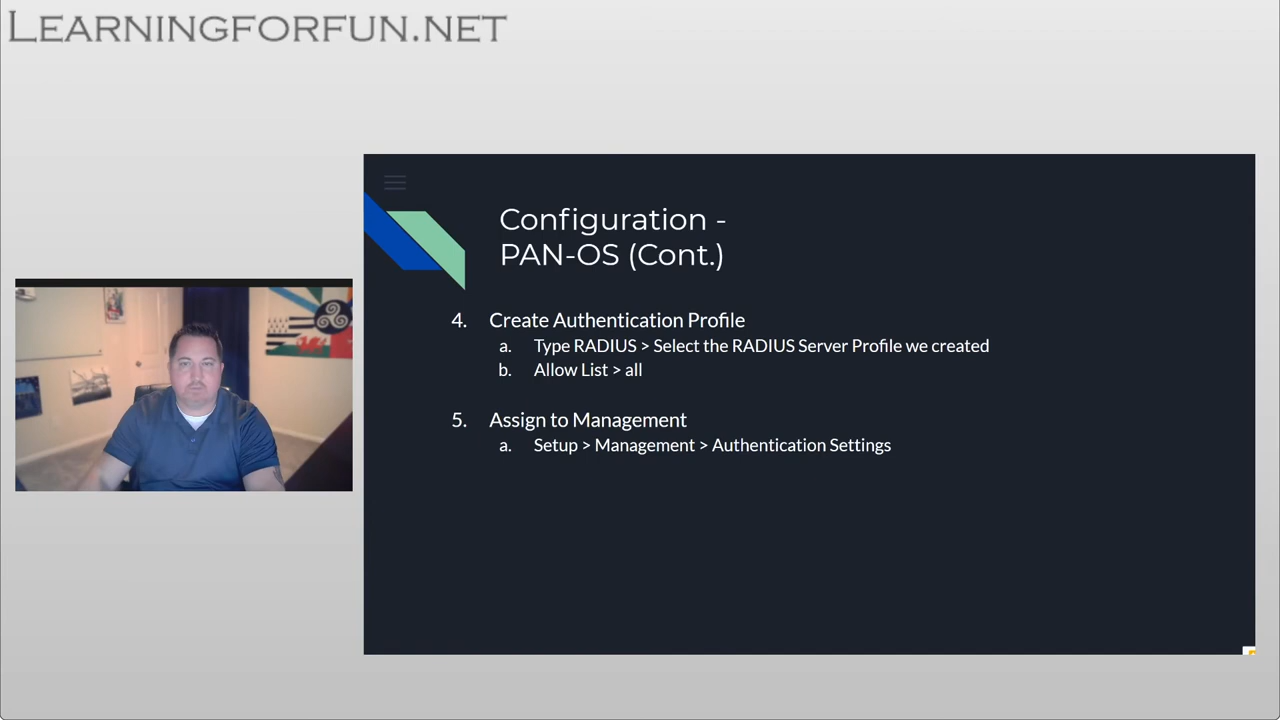 LEARNINGFORFUN.NET
Configuration -
PAN-OS (Cont.)
4. Create Authentication Profile
a. Type RADIUS > Select the RADIUS Server Profile we created
b. Allow List > all
5. Assign to Management
a. Setup > Management > Authentication Settings